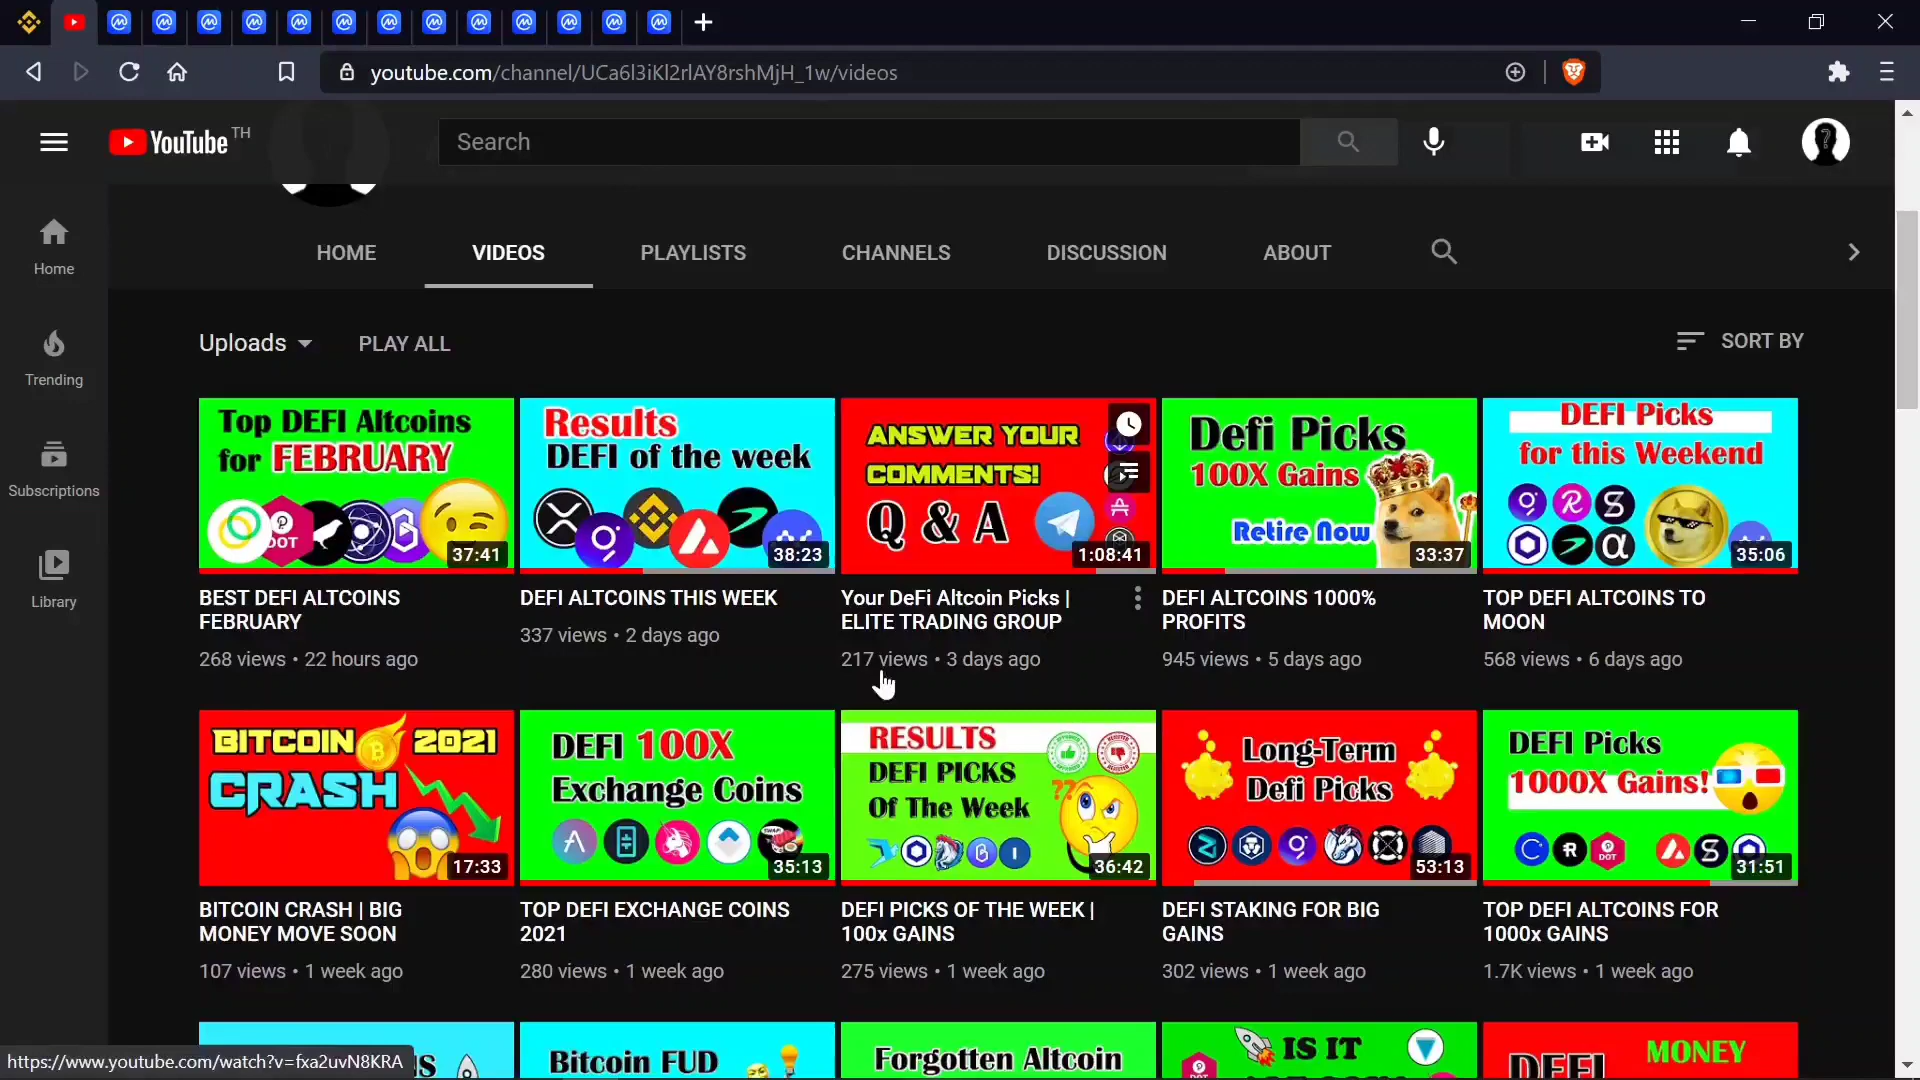 youtube.com/channel/UCa6l3iKl2rlAY8rshMjH_1w/videos
YouTube TH
Search
Home
Trending
Subscriptions
Library
HOME
VIDEOS
PLAYLISTS
CHANNELS
DISCUSSION
ABOUT
Uploads
PLAY ALL
SORT BY
Top DEFI Altcoins
for FEBRUARY
DOT
37:41
BEST DEFI ALTCOINS
FEBRUARY
268 views • 22 hours ago
Results
DEFI of the week
38:23
DEFI ALTCOINS THIS WEEK
337 views • 2 days ago
ANSWER YOUR
COMMENTS!
Q & A
1:08:41
Your DeFi Altcoin Picks |
ELITE TRADING GROUP
217 views • 3 days ago
Defi Picks
100X Gains
Retire Now
33:37
DEFI ALTCOINS 1000%
PROFITS
945 views • 5 days ago
DEFI Picks
for this Weekend
35:06
TOP DEFI ALTCOINS TO
MOON
568 views • 6 days ago
BITCOIN 2021
CRASH
17:33
BITCOIN CRASH | BIG
MONEY MOVE SOON
107 views • 1 week ago
DEFI 100X
Exchange Coins
35:13
TOP DEFI EXCHANGE COINS
2021
280 views • 1 week ago
RESULTS
DEFI PICKS
Of The Week
??
36:42
DEFI PICKS OF THE WEEK |
100x GAINS
275 views • 1 week ago
Long-Term
Defi Picks
53:13
DEFI STAKING FOR BIG
GAINS
302 views • 1 week ago
DEFI Picks
1000X Gains!
DOT
31:51
TOP DEFI ALTCOINS FOR
1000x GAINS
1.7K views • 1 week ago
Bitcoin FUD
Forgotten Altcoin
IS IT
DEFI MONEY
https://www.youtube.com/watch?v=fxa2uvN8KRA